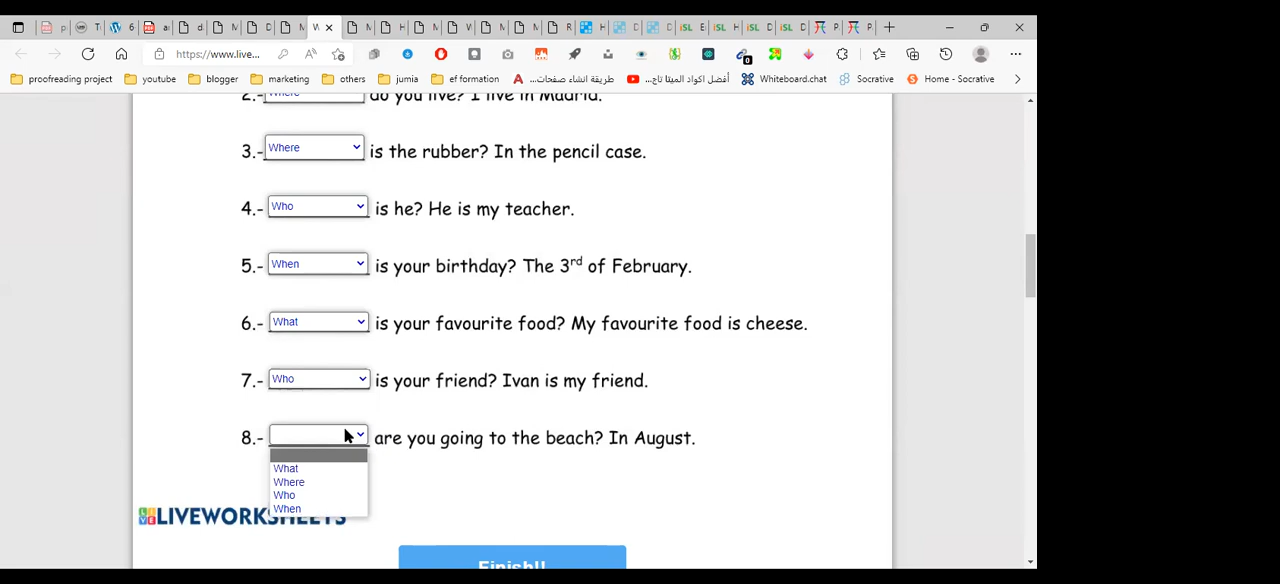 https://www.live...
proofreading project youtube blogger marketing others jumia ef formation طريقة انشاء صفحات... أفضل اكواد الميتا تاج... Whiteboard.chat Socrative Home - Socrative
2.- Where do you live? I live in Madrid.
3.- Where is the rubber? In the pencil case.
4.- Who is he? He is my teacher.
5.- When is your birthday? The 3rd of February.
6.- What is your favourite food? My favourite food is cheese.
7.- Who is your friend? Ivan is my friend.
8.- are you going to the beach? In August.
What
Where
Who
When
LIVEWORKSHEETS
Finish!!